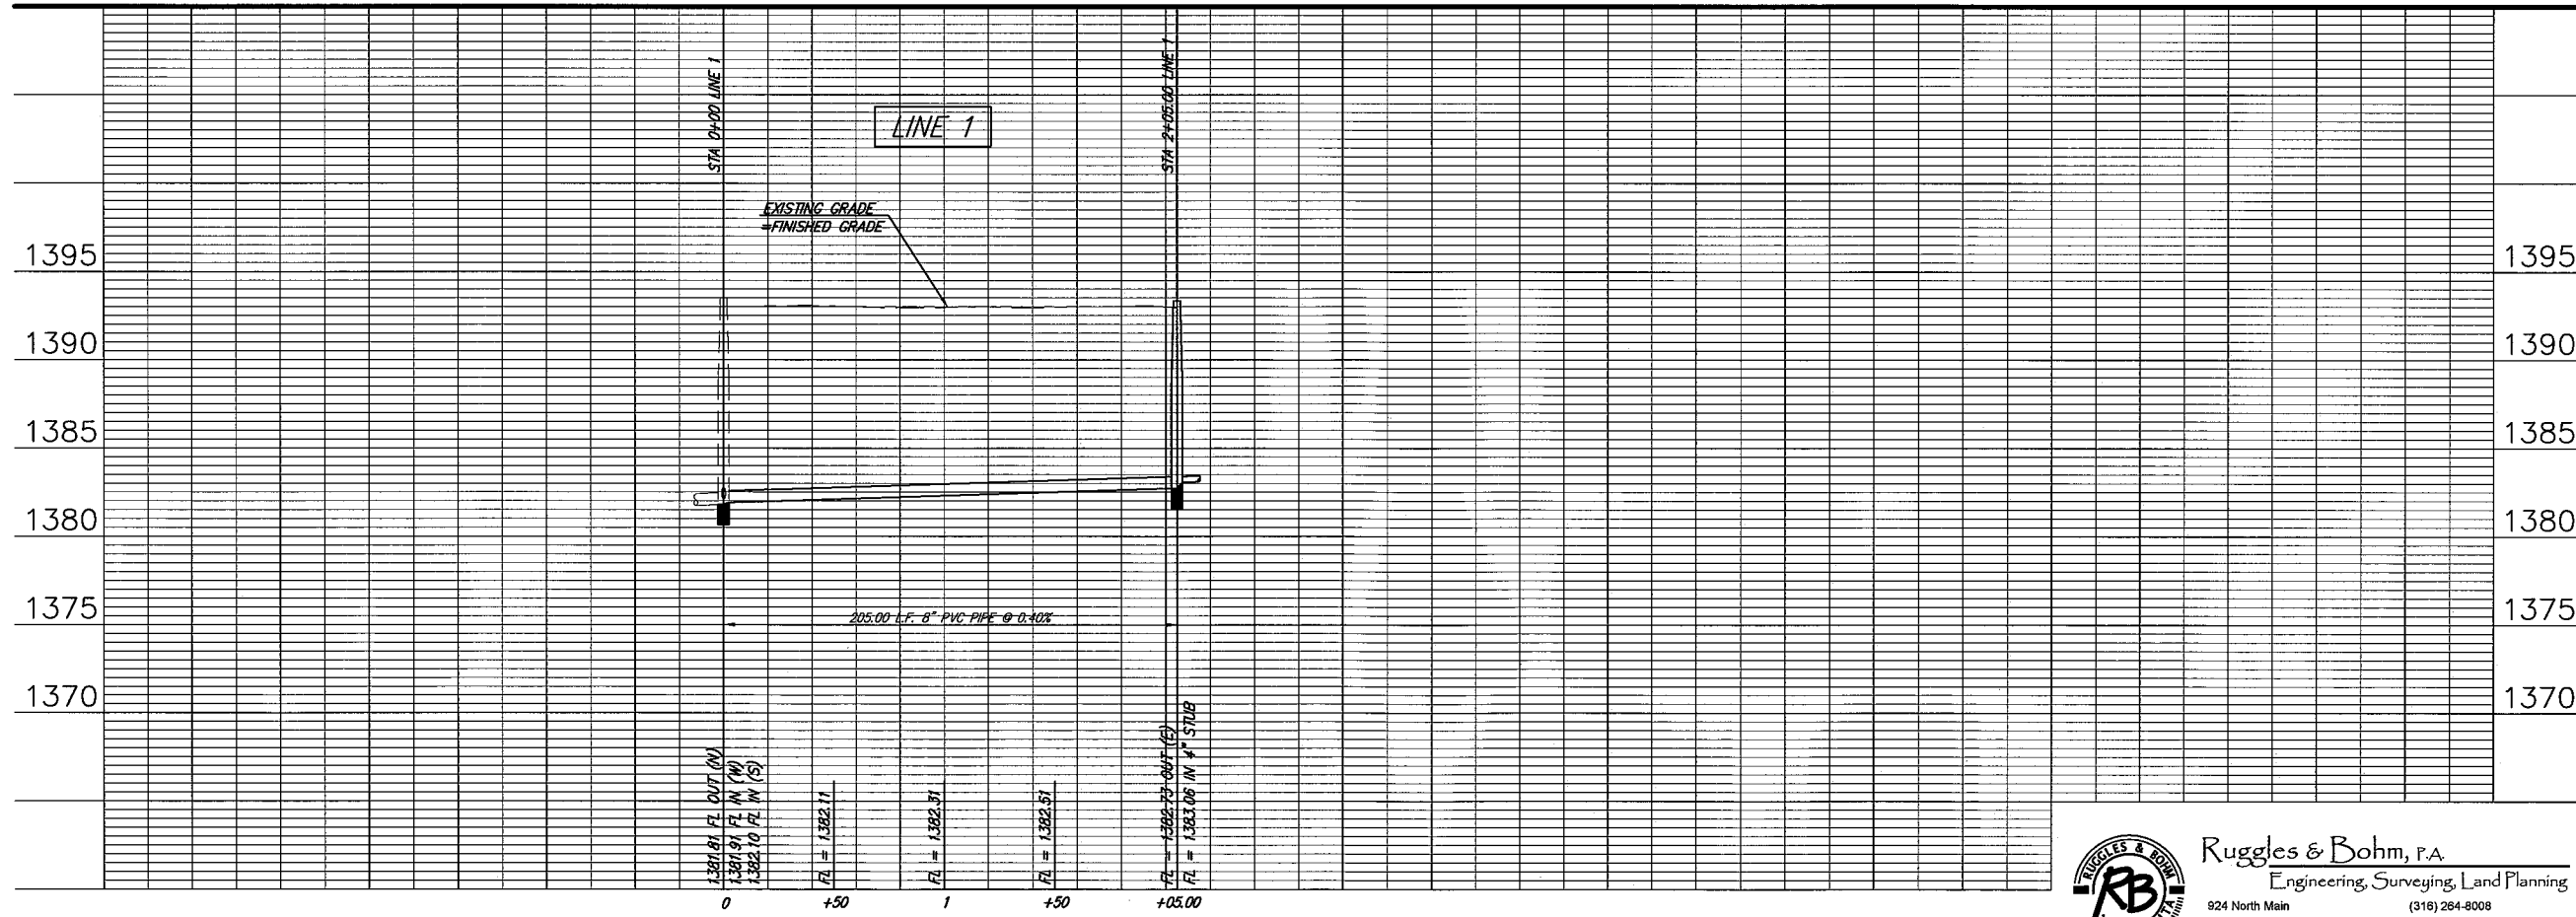 STA 0+00 LINE 1
STA 2+05.00 LINE 1
LINE 1
EXISTING GRADE
=FINISHED GRADE
1395
1395
1390
1390
1385
1385
1380
1380
1375
1375
205.00 L.F. 8" PVC PIPE @ 0.40%
1370
1370
1381.81 FL OUT (N)
1381.91 FL IN (W)
1382.10 FL IN (S)
FL = 1382.11
FL = 1382.31
FL = 1382.51
FL = 1382.73 OUT (E)
FL = 1383.06 IN 4" STUB
0
+50
1
+50
+05.00
RUGGLES & BOHM
RB
Ruggles & Bohm, P.A.
Engineering, Surveying, Land Planning
924 North Main
(316) 264-8008